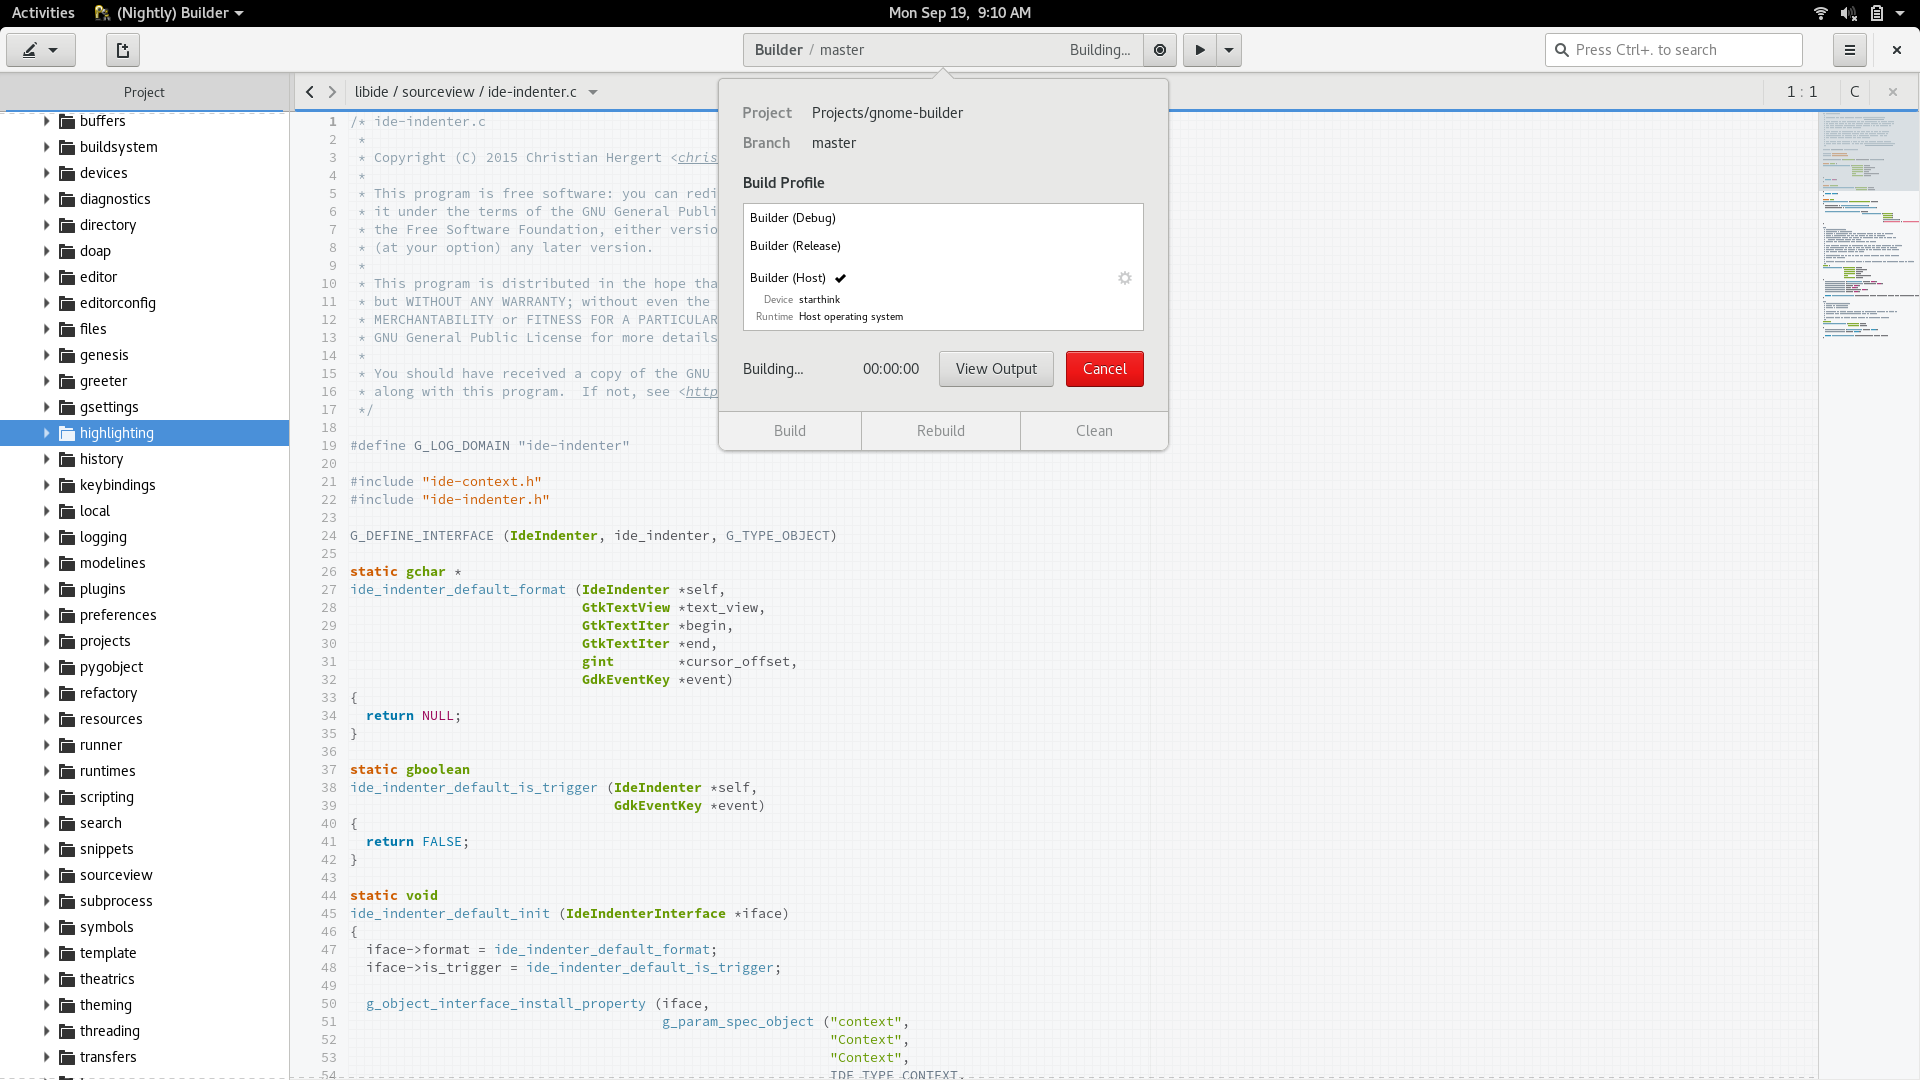 Activities (Nightly) Builder Mon Sep 19, 9:10 AM
Builder / master Building... Press Ctrl+. to search
Project
libide / sourceview / ide-indenter.c 1 : 1 C
buffers
buildsystem
devices
diagnostics
directory
doap
editor
editorconfig
files
genesis
greeter
gsettings
highlighting
history
keybindings
local
logging
modelines
plugins
preferences
projects
pygobject
refactory
resources
runner
runtimes
scripting
search
snippets
sourceview
subprocess
symbols
template
theatrics
theming
threading
transfers
1 /* ide-indenter.c
2  *
3  * Copyright (C) 2015 Christian Hergert <chris
4  *
5  * This program is free software: you can redi
6  * it under the terms of the GNU General Publi
7  * the Free Software Foundation, either versio
8  * (at your option) any later version.
9  *
10  * This program is distributed in the hope tha
11  * but WITHOUT ANY WARRANTY; without even the
12  * MERCHANTABILITY or FITNESS FOR A PARTICULAR
13  * GNU General Public License for more details
14  *
15  * You should have received a copy of the GNU
16  * along with this program.  If not, see <http
17  */
18
19 #define G_LOG_DOMAIN "ide-indenter"
20
21 #include "ide-context.h"
22 #include "ide-indenter.h"
23
24 G_DEFINE_INTERFACE (IdeIndenter, ide_indenter, G_TYPE_OBJECT)
25
26 static gchar *
27 ide_indenter_default_format (IdeIndenter *self,
28                              GtkTextView *text_view,
29                              GtkTextIter *begin,
30                              GtkTextIter *end,
31                              gint        *cursor_offset,
32                              GdkEventKey *event)
33 {
34   return NULL;
35 }
36
37 static gboolean
38 ide_indenter_default_is_trigger (IdeIndenter *self,
39                                  GdkEventKey *event)
40 {
41   return FALSE;
42 }
43
44 static void
45 ide_indenter_default_init (IdeIndenterInterface *iface)
46 {
47   iface->format = ide_indenter_default_format;
48   iface->is_trigger = ide_indenter_default_is_trigger;
49
50   g_object_interface_install_property (iface,
51                                        g_param_spec_object ("context",
52                                                             "Context",
53                                                             "Context",
54                                                             IDE_TYPE_CONTEXT,
Project Projects/gnome-builder
Branch master
Build Profile
Builder (Debug)
Builder (Release)
Builder (Host)
Device starthink
Runtime Host operating system
Building... 00:00:00 View Output Cancel
Build Rebuild Clean